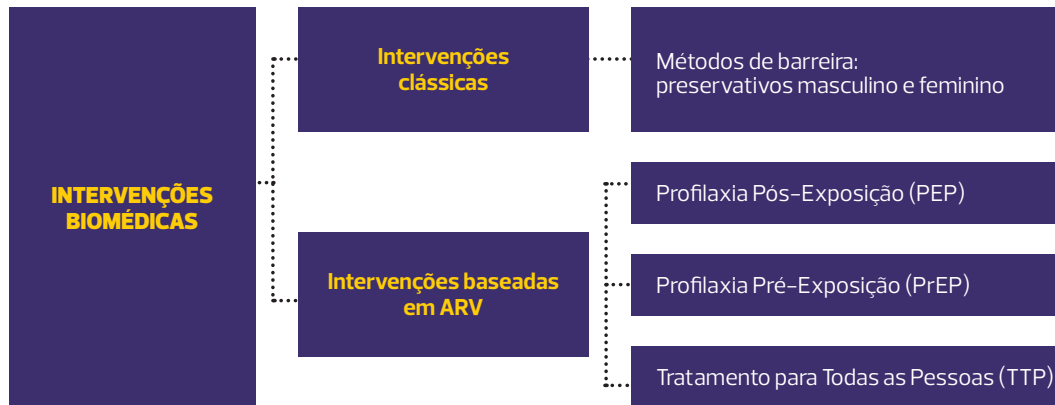 INTERVENÇÕES
BIOMÉDICAS
Intervenções
clássicas
Métodos de barreira:
preservativos masculino e feminino
Intervenções baseadas
em ARV
Profilaxia Pós-Exposição (PEP)
Profilaxia Pré-Exposição (PrEP)
Tratamento para Todas as Pessoas (TTP)